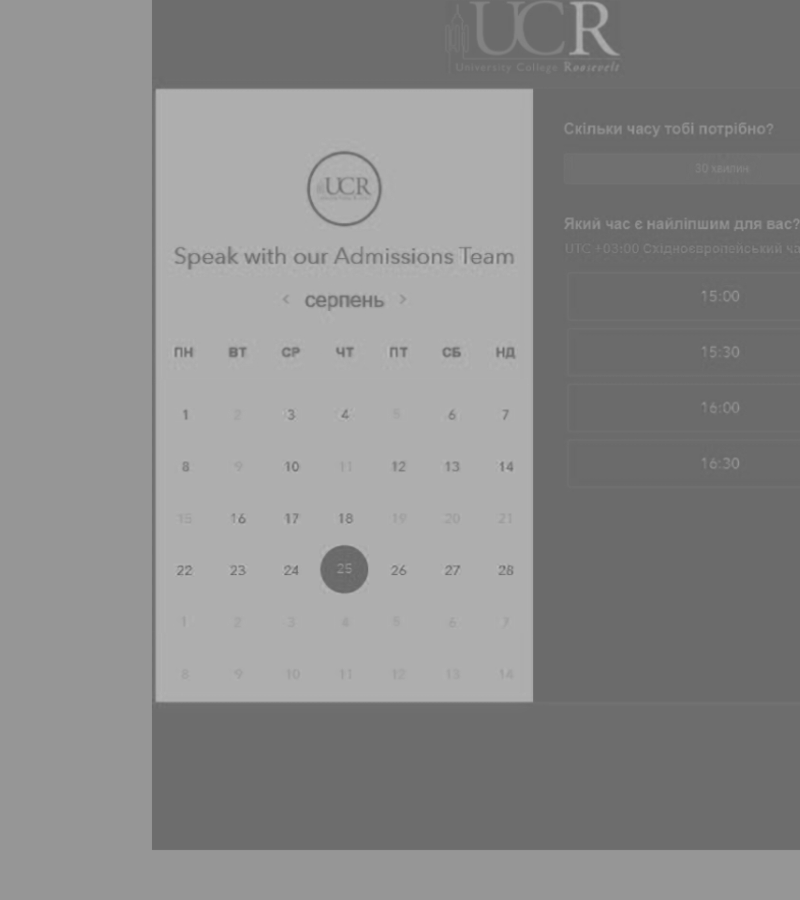 UCR
University College Roosevelt
UCR
Speak with our Admissions Team
< серпень >
ПН ВТ СР ЧТ ПТ СБ НД
1 2 3 4 5 6 7
8 9 10 11 12 13 14
15 16 17 18 19 20 21
22 23 24 25 26 27 28
1 2 3 4 5 6 7
8 9 10 11 12 13 14
Скільки часу тобі потрібно?
30 хвилин
Який час є найліпшим для вас?
UTC +03:00 Східноєвропейський
15:00
15:30
16:00
16:30